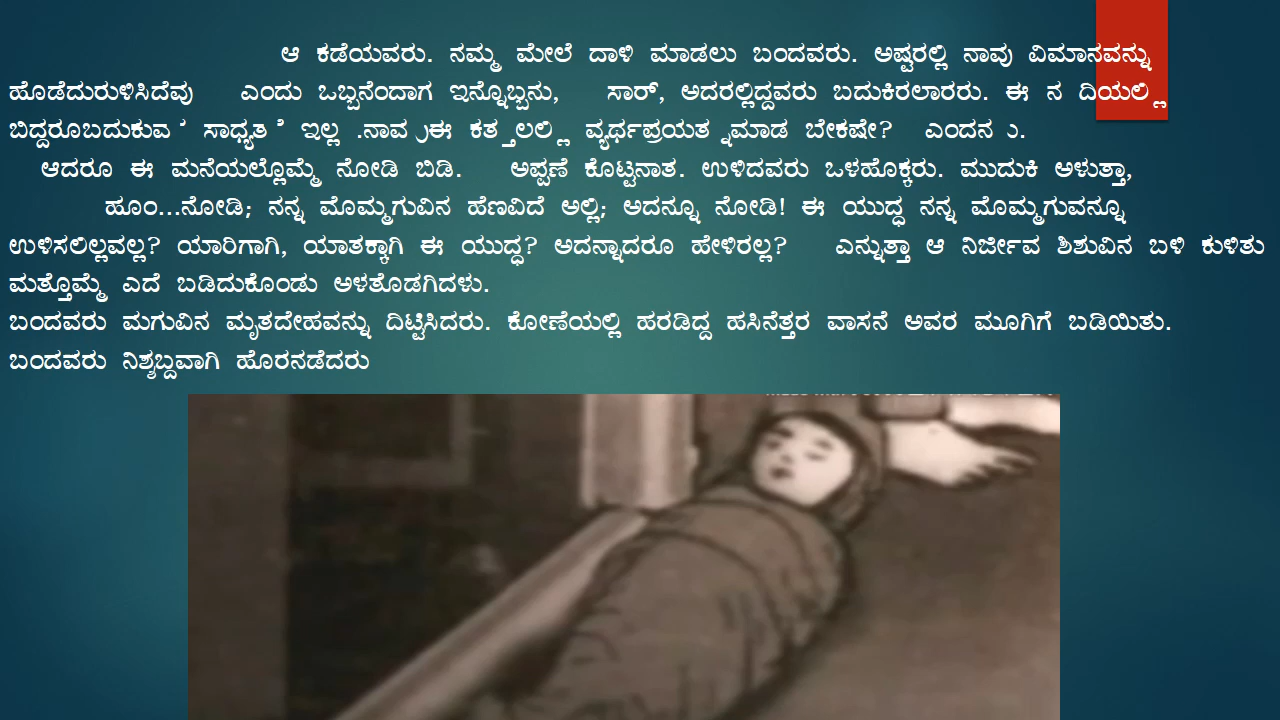 ಆ ಕಡೆಯವರು. ನಮ್ಮ ಮೇಲೆ ದಾಳಿ ಮಾಡಲು ಬಂದವರು. ಅಷ್ಟರಲ್ಲಿ ನಾವು ವಿಮಾನವನ್ನು
ಹೊಡೆದುರುಳಿಸಿದೆವು ಎಂದು ಒಬ್ಬನೆಂದಾಗ ಇನ್ನೊಬ್ಬನು, ಸಾರ್, ಅದರಲ್ಲಿದ್ದವರು ಬದುಕಿರಲಾರರು. ಈ ನ ದಿಯಲ್ಲಿ
ಬಿದ್ದರೂಬದುಕುವ ಸಾಧ್ಯತೆ ಇಲ್ಲ .ನಾವು ಈ ಕತ್ತಲಲ್ಲಿ ವ್ಯರ್ಥಪ್ರಯತ್ನಮಾಡ ಬೇಕಷೇ? ಎಂದನು.
ಆದರೂ ಈ ಮನೆಯಲ್ಲೊಮ್ಮೆ ನೋಡಿ ಬಿಡಿ. ಅಪ್ಪಣೆ ಕೊಟ್ಟನಾತ. ಉಳಿದವರು ಒಳಹೊಕ್ಕರು. ಮುದುಕಿ ಅಳುತ್ತಾ,
ಹೂಂ...ನೋಡಿ; ನನ್ನ ಮೊಮ್ಮಗುವಿನ ಹೆಣವಿದೆ ಅಲ್ಲಿ; ಅದನ್ನೂ ನೋಡಿ! ಈ ಯುದ್ಧ ನನ್ನ ಮೊಮ್ಮಗುವನ್ನೂ
ಉಳಿಸಲಿಲ್ಲವಲ್ಲ? ಯಾರಿಗಾಗಿ, ಯಾತಕ್ಕಾಗಿ ಈ ಯುದ್ಧ? ಅದನ್ನಾದರೂ ಹೇಳಿರಲ್ಲ? ಎನ್ನುತ್ತಾ ಆ ನಿರ್ಜೀವ ಶಿಶುವಿನ ಬಳಿ ಕುಳಿತು
ಮತ್ತೊಮ್ಮೆ ಎದೆ ಬಡಿದುಕೊಂಡು ಅಳತೊಡಗಿದಳು.
ಬಂದವರು ಮಗುವಿನ ಮೃತದೇಹವನ್ನು ದಿಟ್ಟಿಸಿದರು. ಕೋಣೆಯಲ್ಲಿ ಹರಡಿದ್ದ ಹಸಿನೆತ್ತರ ವಾಸನೆ ಅವರ ಮೂಗಿಗೆ ಬಡಿಯಿತು.
ಬಂದವರು ನಿಶ್ಶಬ್ದವಾಗಿ ಹೊರನಡೆದರು